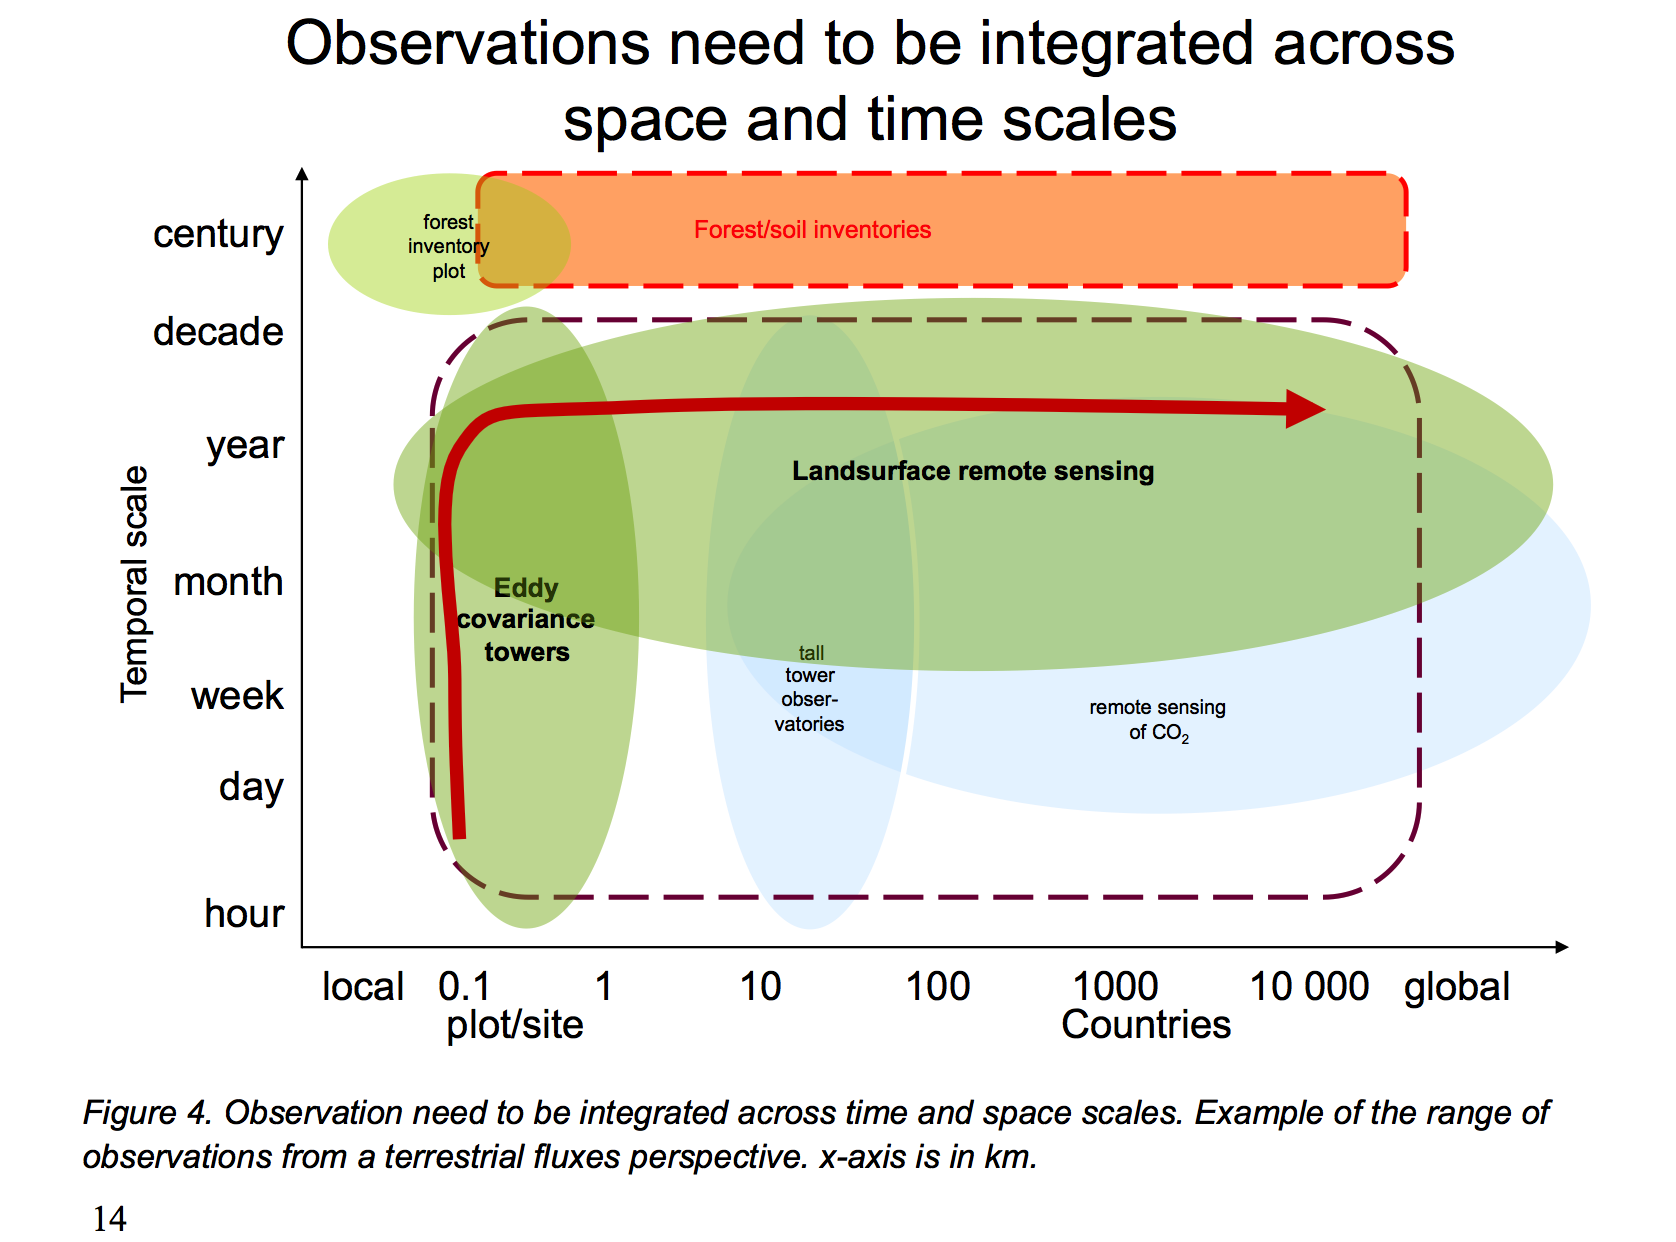 Observations need to be integrated across
space and time scales
century
decade
year
month
week
day
hour
Temporal scale
forest
inventory
plot
Forest/soil inventories
Landsurface remote sensing
Eddy
covariance
towers
tall
tower
obser-
vatories
remote sensing
of CO₂
local 0.1 1 10 100 1000 10 000 global
plot/site Countries
Figure 4. Observation need to be integrated across time and space scales. Example of the range of
observations from a terrestrial fluxes perspective. x-axis is in km.
14